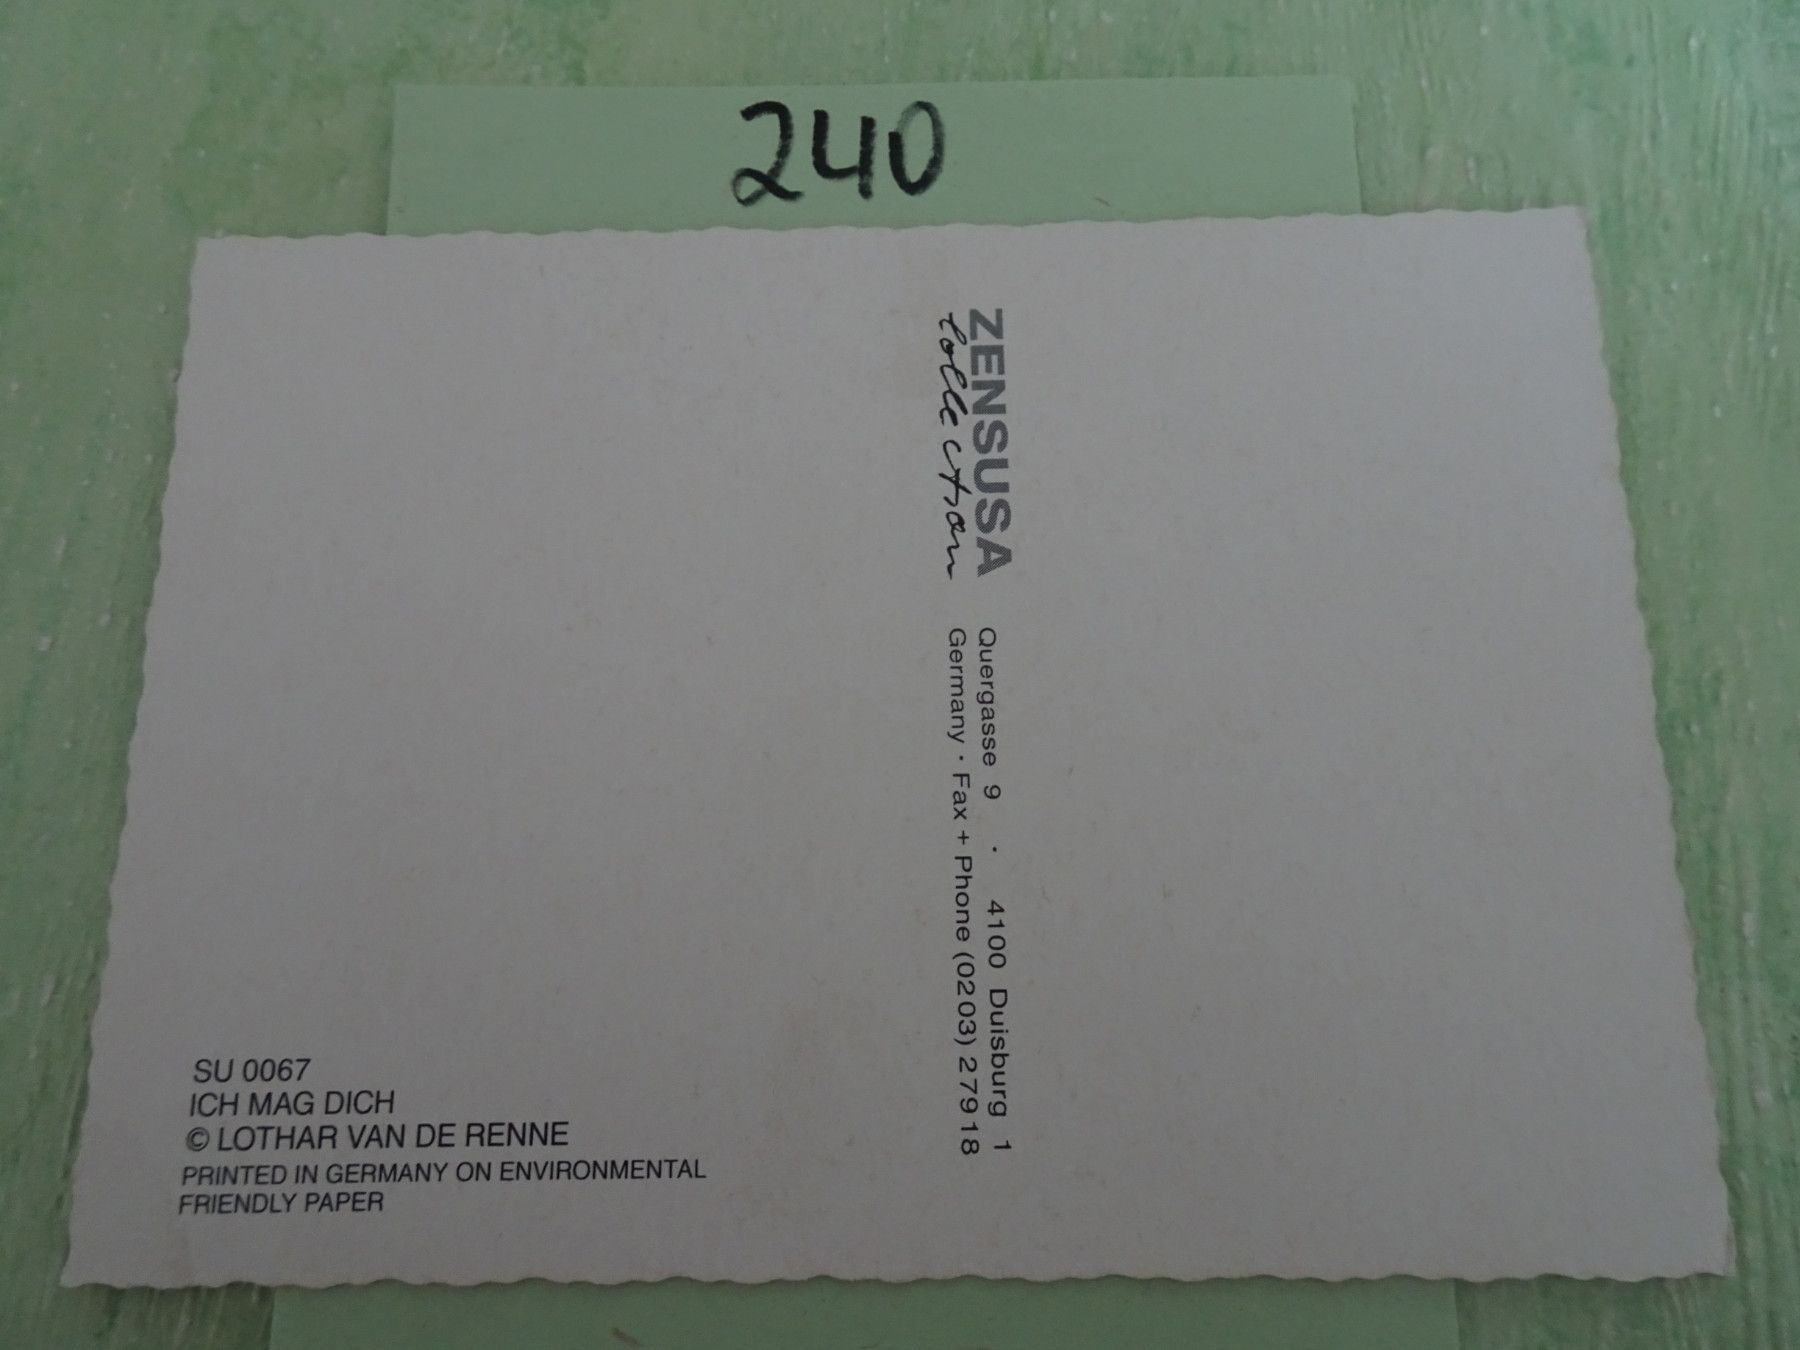 240
ZENSUSA
Collection
Quergasse 9 · 4100 Duisburg 1
Germany · Fax + Phone (0203) 27918
SU 0067
ICH MAG DICH
© LOTHAR VAN DE RENNE
PRINTED IN GERMANY ON ENVIRONMENTAL
FRIENDLY PAPER